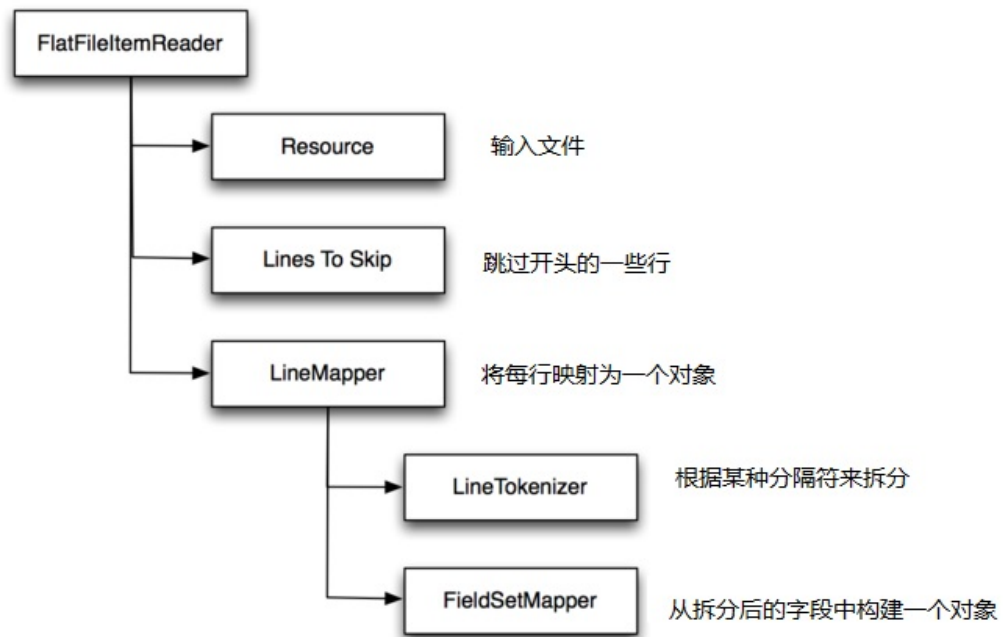 FlatFileItemReader
Resource
输入文件
Lines To Skip
跳过开头的一些行
LineMapper
将每行映射为一个对象
LineTokenizer
根据某种分隔符来拆分
FieldSetMapper
从拆分后的字段中构建一个对象